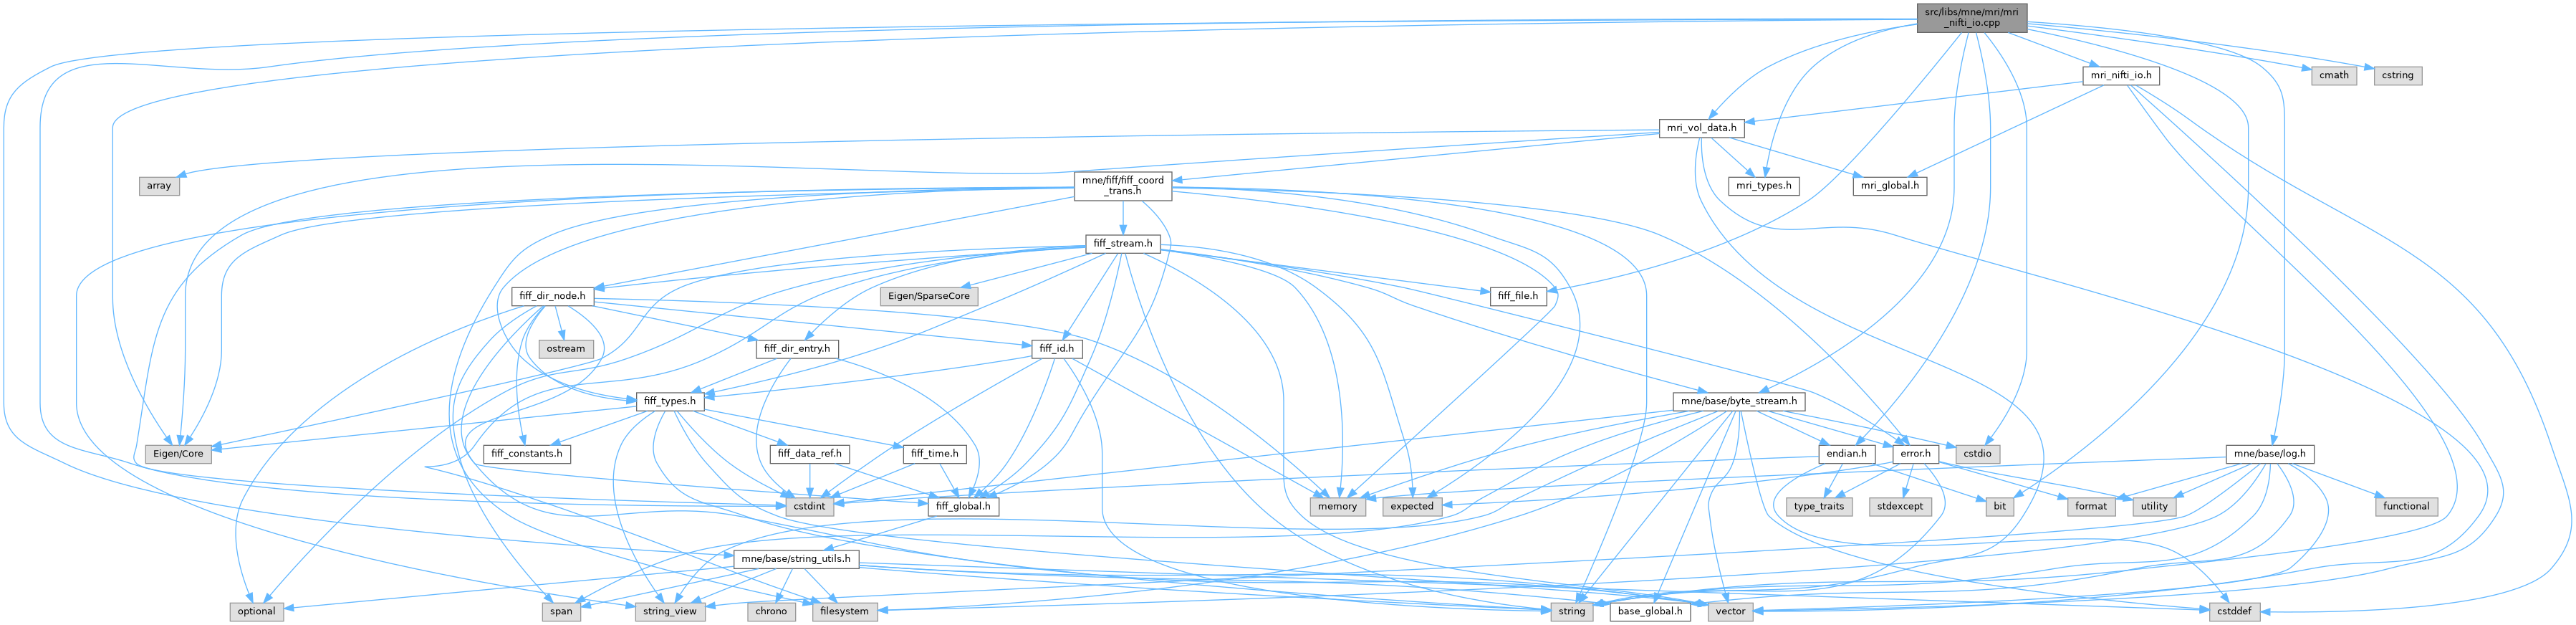 src/libs/mne/mri/mri
_nifti_io.cpp
mri_nifti_io.h
cmath
cstring
mri_vol_data.h
array
mne/fiff/fiff_coord
_trans.h
mri_types.h
mri_global.h
fiff_stream.h
fiff_dir_node.h
Eigen/SparseCore
fiff_file.h
ostream
fiff_dir_entry.h
fiff_id.h
fiff_types.h
mne/base/byte_stream.h
Eigen/Core
fiff_constants.h
fiff_data_ref.h
fiff_time.h
endian.h
error.h
cstdio
mne/base/log.h
cstdint
fiff_global.h
memory
expected
type_traits
stdexcept
bit
format
utility
functional
mne/base/string_utils.h
optional
span
string_view
chrono
filesystem
string
base_global.h
vector
cstddef